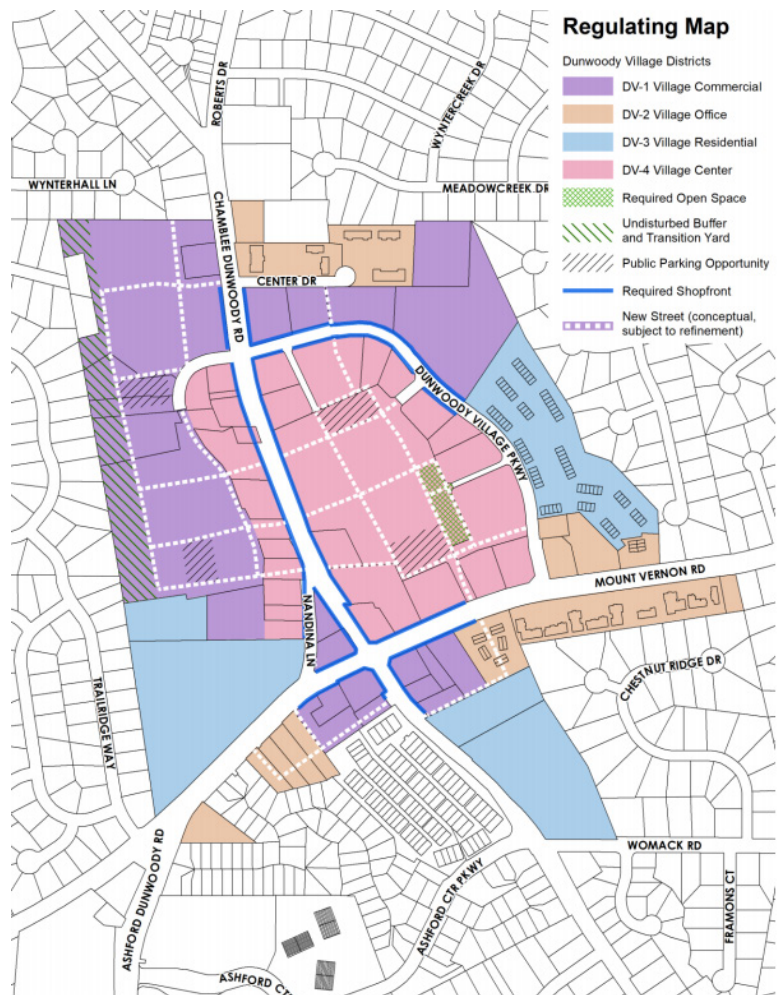 Regulating Map
Dunwoody Village Districts
DV-1 Village Commercial
DV-2 Village Office
DV-3 Village Residential
DV-4 Village Center
Required Open Space
Undisturbed Buffer
and Transition Yard
Public Parking Opportunity
Required Shopfront
New Street (conceptual,
subject to refinement)
ROBERTS DR
WYNTERCREEK DR
WYNTERHALL LN
MEADOWCREEK DR
CHAMBLEE DUNWOODY RD
CENTER DR
DUNWOODY VILLAGE PKWY
MOUNT VERNON RD
NANDINA LN
CHESTNUT RIDGE DR
TRAILRIDGE WAY
WOMACK RD
ASHFORD DUNWOODY RD
ASHFORD CTR PKWY
FRAMONS CT
ASHFORD CT